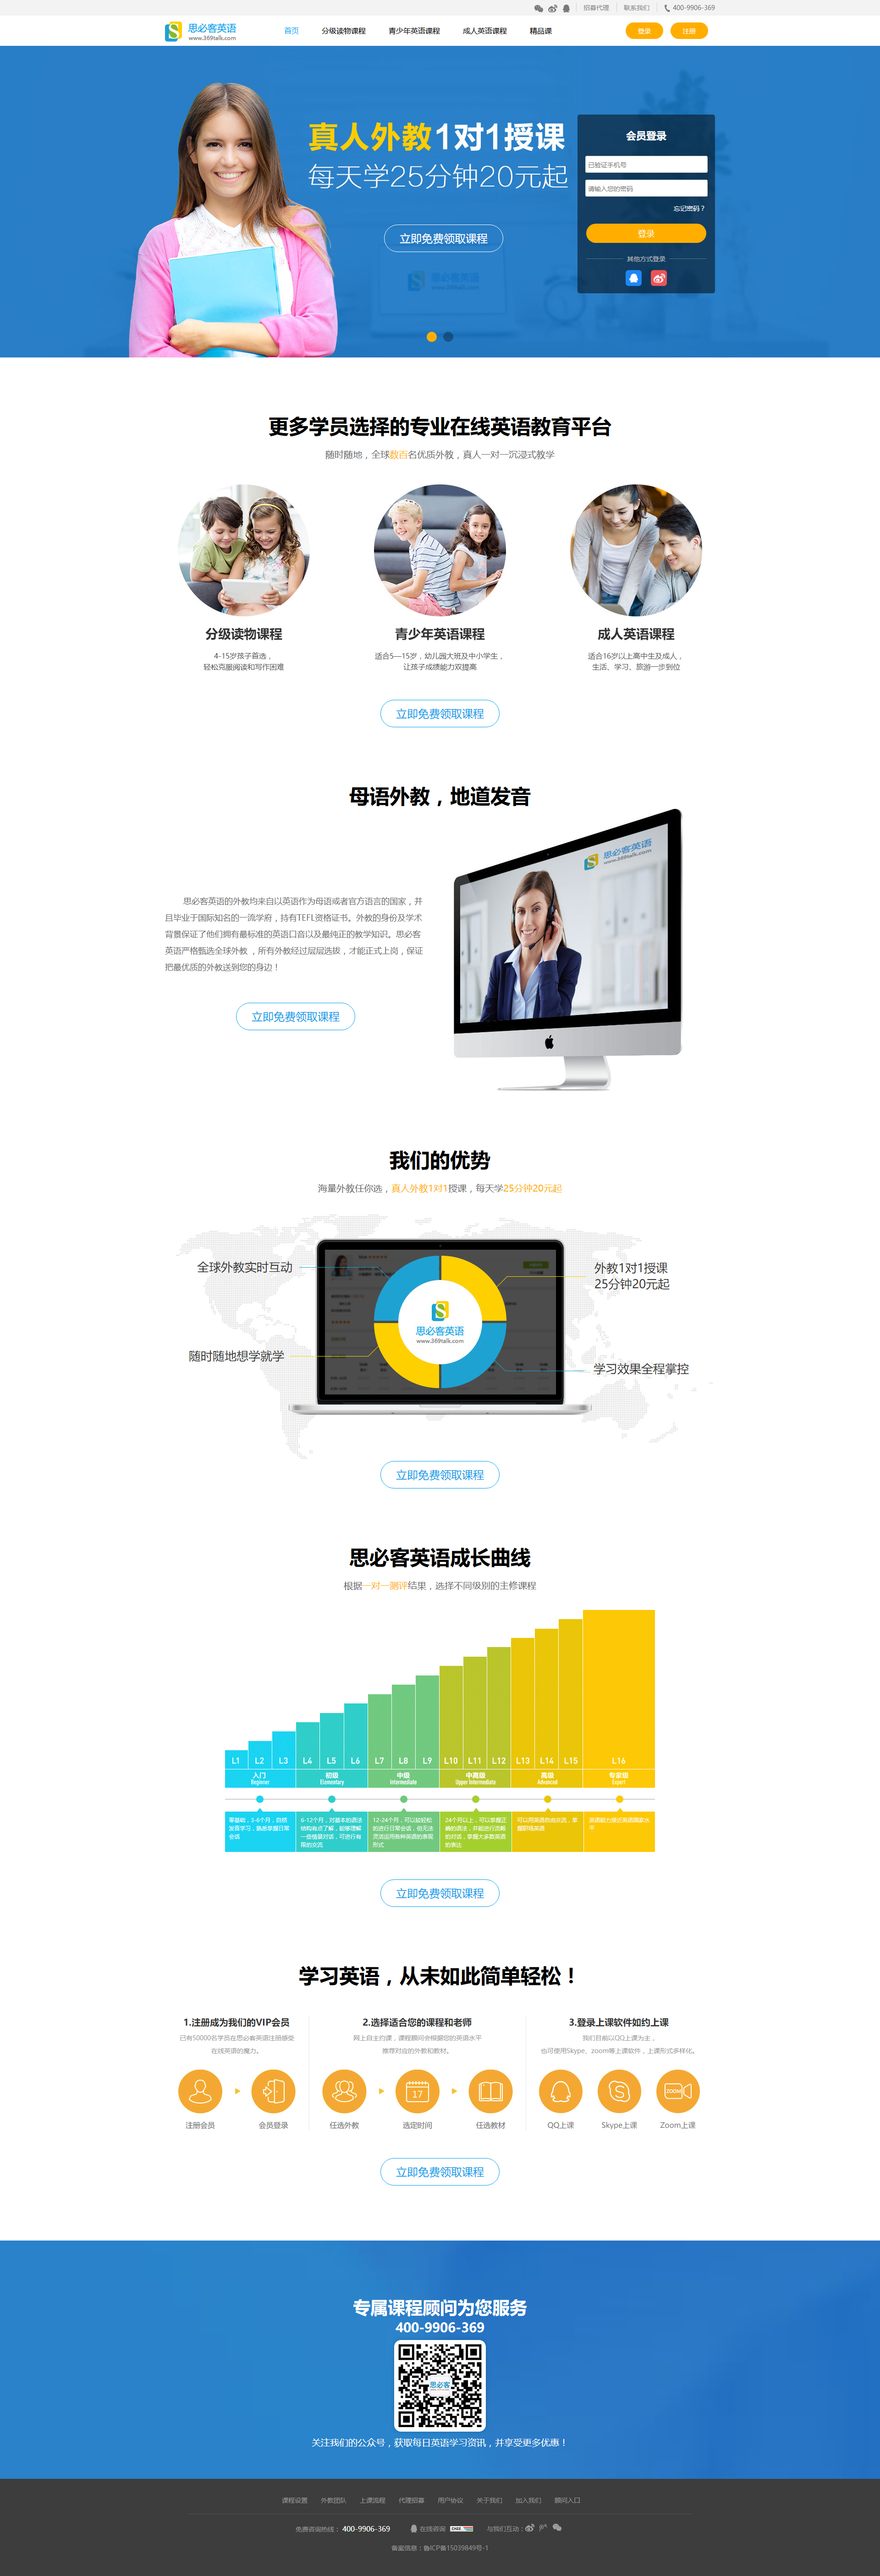 招募代理
联系我们
400-9906-369
思必客英语
www.369talk.com
首页
分级读物课程
青少年英语课程
成人英语课程
精品课
登录
注册
真人外教1对1授课
每天学25分钟20元起
立即免费领取课程
会员登录
已验证手机号
请输入您的密码
忘记密码？
登录
其他方式登录
更多学员选择的专业在线英语教育平台
随时随地，全球数百名优质外教，真人一对一沉浸式教学
分级读物课程
4-15岁孩子首选，
轻松克服阅读和写作困难
青少年英语课程
适合5—15岁，幼儿园大班及中小学生，
让孩子成绩能力双提高
成人英语课程
适合16岁以上高中生及成人，
生活、学习、旅游一步到位
立即免费领取课程
母语外教，地道发音
思必客英语
www.369talk.com
思必客英语的外教均来自以英语作为母语或者官方语言的国家，并
且毕业于国际知名的一流学府，持有TEFL资格证书。外教的身份及学术
背景保证了他们拥有最标准的英语口音以及最纯正的教学知识。思必客
英语严格甄选全球外教 ，所有外教经过层层选拔，才能正式上岗，保证
把最优质的外教送到您的身边！
立即免费领取课程
我们的优势
海量外教任你选，真人外教1对1授课，每天学25分钟20元起
全球外教实时互动
外教1对1授课
25分钟20元起
思必客英语
www.369talk.com
随时随地想学就学
学习效果全程掌控
立即免费领取课程
思必客英语成长曲线
根据一对一测评结果，选择不同级别的主修课程
L1 L2 L3 L4 L5 L6 L7 L8 L9 L10 L11 L12 L13 L14 L15 L16
入门 初级 中级 中高级 高级 专家级
Beginner Elementary Intermediate Upper Intermediate Advanced Expert
立即免费领取课程
学习英语，从未如此简单轻松！
1.注册成为我们的VIP会员
已有50000名学员在思必客英语注册感受
在线英语的魔力。
注册会员
会员登录
2.选择适合您的课程和老师
网上自主约课，课程顾问会根据您的英语水平
推荐对应的外教和教材。
17
任选外教
选定时间
任选教材
3.登录上课软件如约上课
我们目前以QQ上课为主，
也可使用Skype、zoom等上课软件，上课形式多样化。
ZOOM
QQ上课
Skype上课
Zoom上课
立即免费领取课程
专属课程顾问为您服务
400-9906-369
思必客
关注我们的公众号，获取每日英语学习资讯，并享受更多优惠！
课程设置 外教团队 上课流程 代理招募 用户协议 关于我们 加入我们 顾问入口
免费咨询热线： 400-9906-369 在线咨询 与我们互动：
备案信息：鲁ICP备15039849号-1